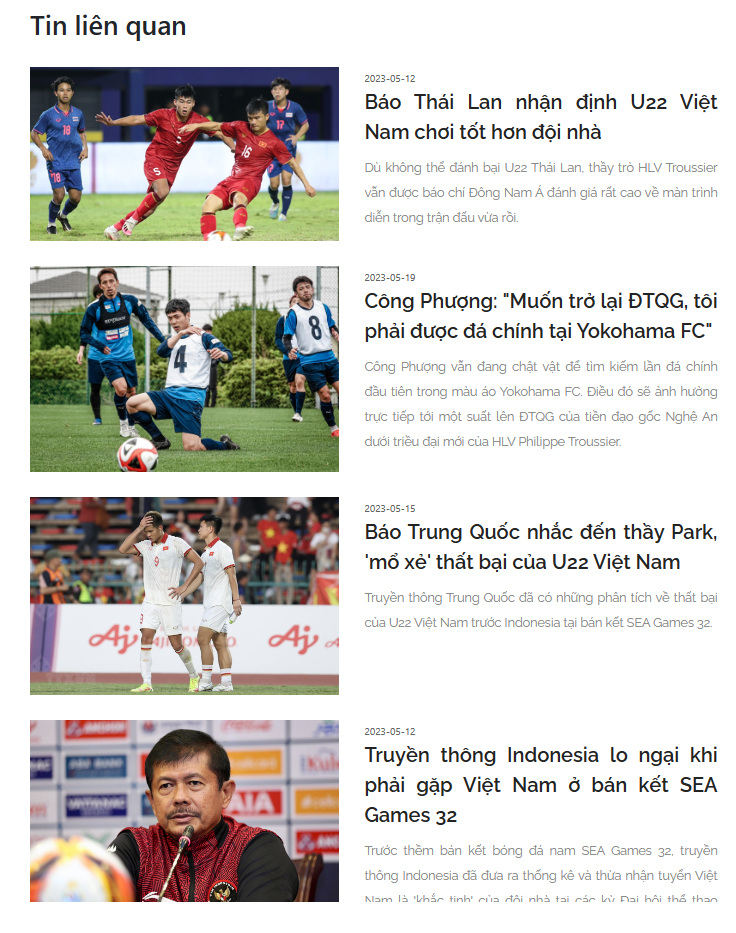 Tin liên quan
18
5
16
17
2023-05-12
Báo Thái Lan nhận định U22 Việt
Nam chơi tốt hơn đội nhà
Dù không thể đánh bại U22 Thái Lan, thầy trò HLV Troussier
vẫn được báo chí Đông Nam Á đánh giá rất cao về màn trình
diễn trong trận đấu vừa rồi.
4
8
2023-05-19
Công Phượng: "Muốn trở lại ĐTQG, tôi
phải được đá chính tại Yokohama FC"
Công Phượng vẫn đang chật vật để tìm kiếm lần đá chính
đầu tiên trong màu áo Yokohama FC. Điều đó sẽ ảnh hưởng
trực tiếp tới một suất lên ĐTQG của tiền đạo gốc Nghệ An
dưới triều đại mới của HLV Philippe Troussier.
9
Aji
Aji
2023-05-15
Báo Trung Quốc nhắc đến thầy Park,
'mổ xẻ' thất bại của U22 Việt Nam
Truyền thông Trung Quốc đã có những phân tích về thất bại
của U22 Việt Nam trước Indonesia tại bán kết SEA Games 32.
2023-05-12
Truyền thông Indonesia lo ngại khi
phải gặp Việt Nam ở bán kết SEA
Games 32
Trước thềm bán kết bóng đá nam SEA Games 32, truyền
thông Indonesia đã đưa ra thống kê và thừa nhận tuyển Việt
Nam là 'khắc tinh' của đội nhà tại các kỳ Đại hội thể thao